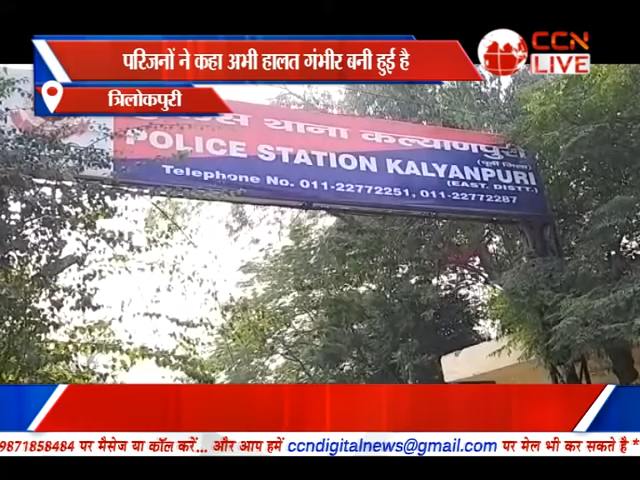 परिजनों ने कहा अभी हालत गंभीर बनी हुई है
CCN
LIVE
त्रिलोकपुरी
थाना कल्याणपुरी
(पूर्वी जिला)
POLICE STATION KALYANPURI
(EAST. DISTT.)
Telephone No. 011-22772251, 011-22772287
9871858484 पर मैसेज या कॉल करें... और आप हमें ccndigitalnews@gmail.com पर मेल भी कर सकते है *